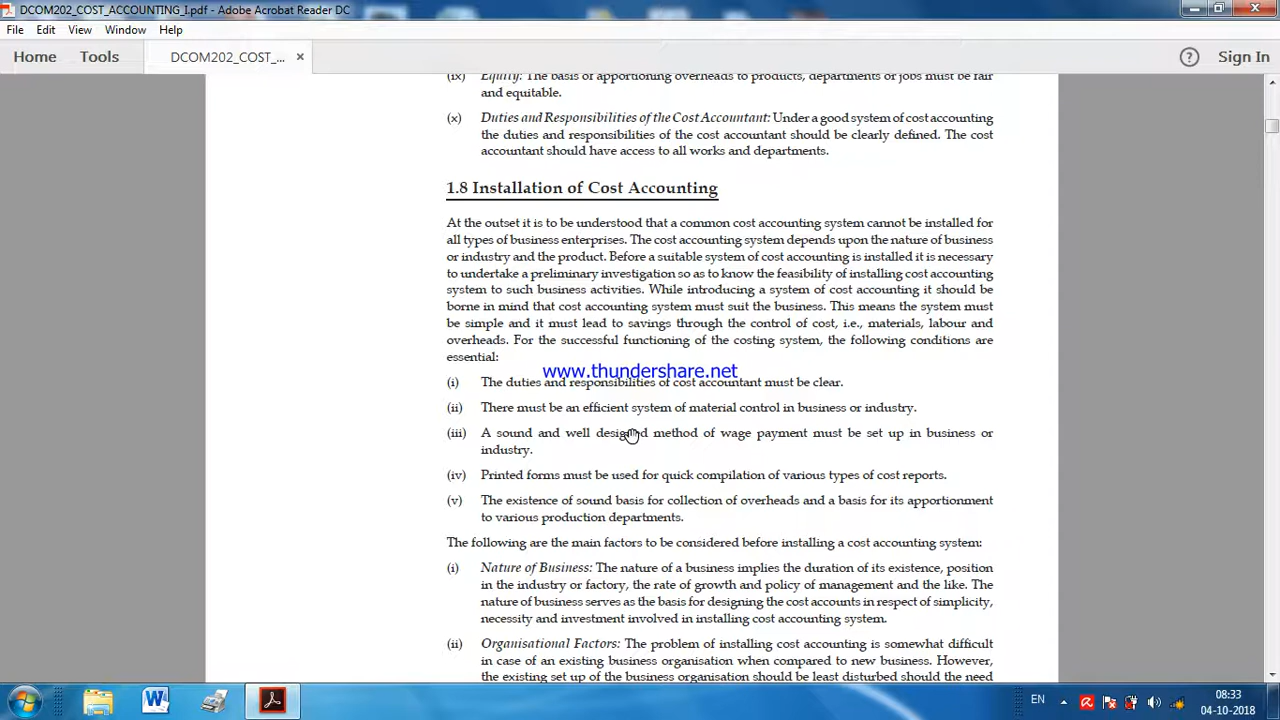 DCOM202_COST_ACCOUNTING_I.pdf - Adobe Acrobat Reader DC
File Edit View Window Help
Home Tools DCOM202_COST_... × ? Sign In
(ix) Equity: The basis of apportioning overheads to products, departments or jobs must be fair
and equitable.
(x) Duties and Responsibilities of the Cost Accountant: Under a good system of cost accounting
the duties and responsibilities of the cost accountant should be clearly defined. The cost
accountant should have access to all works and departments.
1.8 Installation of Cost Accounting
At the outset it is to be understood that a common cost accounting system cannot be installed for
all types of business enterprises. The cost accounting system depends upon the nature of business
or industry and the product. Before a suitable system of cost accounting is installed it is necessary
to undertake a preliminary investigation so as to know the feasibility of installing cost accounting
system to such business activities. While introducing a system of cost accounting it should be
borne in mind that cost accounting system must suit the business. This means the system must
be simple and it must lead to savings through the control of cost, i.e., materials, labour and
overheads. For the successful functioning of the costing system, the following conditions are
essential:
www.thundershare.net
(i) The duties and responsibilities of cost accountant must be clear.
(ii) There must be an efficient system of material control in business or industry.
(iii) A sound and well designed method of wage payment must be set up in business or
industry.
(iv) Printed forms must be used for quick compilation of various types of cost reports.
(v) The existence of sound basis for collection of overheads and a basis for its apportionment
to various production departments.
The following are the main factors to be considered before installing a cost accounting system:
(i) Nature of Business: The nature of a business implies the duration of its existence, position
in the industry or factory, the rate of growth and policy of management and the like. The
nature of business serves as the basis for designing the cost accounts in respect of simplicity,
necessity and investment involved in installing cost accounting system.
(ii) Organisational Factors: The problem of installing cost accounting is somewhat difficult
in case of an existing business organisation when compared to new business. However,
the existing set up of the business organisation should be least disturbed should the need
EN 08:33
04-10-2018